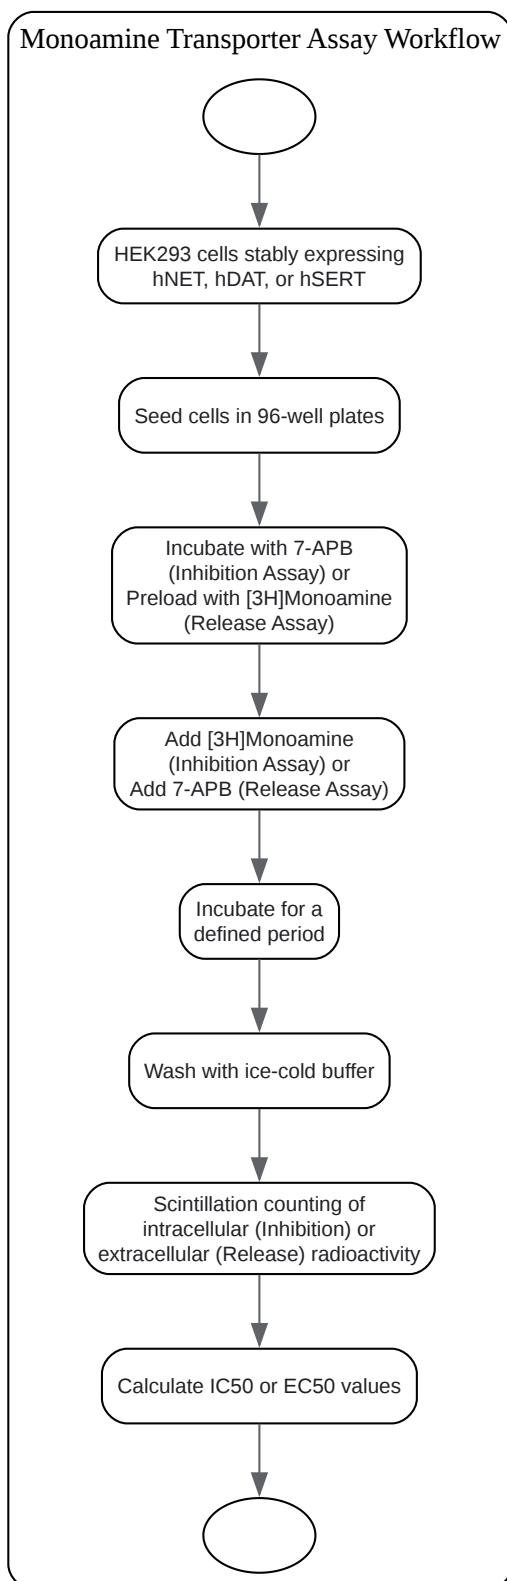 Monoamine Transporter Assay Workflow
HEK293 cells stably expressing
hNET, hDAT, or hSERT
Seed cells in 96-well plates
Incubate with 7-APB
(Inhibition Assay) or
Preload with [3H]Monoamine
(Release Assay)
Add [3H]Monoamine
(Inhibition Assay) or
Add 7-APB (Release Assay)
Incubate for a
defined period
Wash with ice-cold buffer
Scintillation counting of
intracellular (Inhibition) or
extracellular (Release) radioactivity
Calculate IC50 or EC50 values